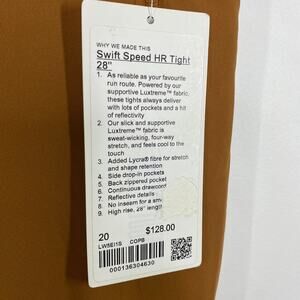 WHY WE MADE THIS
Swift Speed HR Tight
28"
1. As reliable as your favourite
run route. Powered by our
supportive Luxtreme™ fabric,
these tights always deliver
with lots of pockets and a hit
of reflectivity
2. Our slick and supportive
Luxtreme™ fabric is
sweat-wicking, four-way
stretch, and feels cool to the
touch
3. Added Lycra® fibre for stretch
and shape retention
4. Side drop-in pockets
5. Back zippered pocket
6. Continuous drawcord
7. Reflective details
8. No inseam for a
9. High rise, 28" length
20 $128.00
LW5EI1S COPB
000136304630